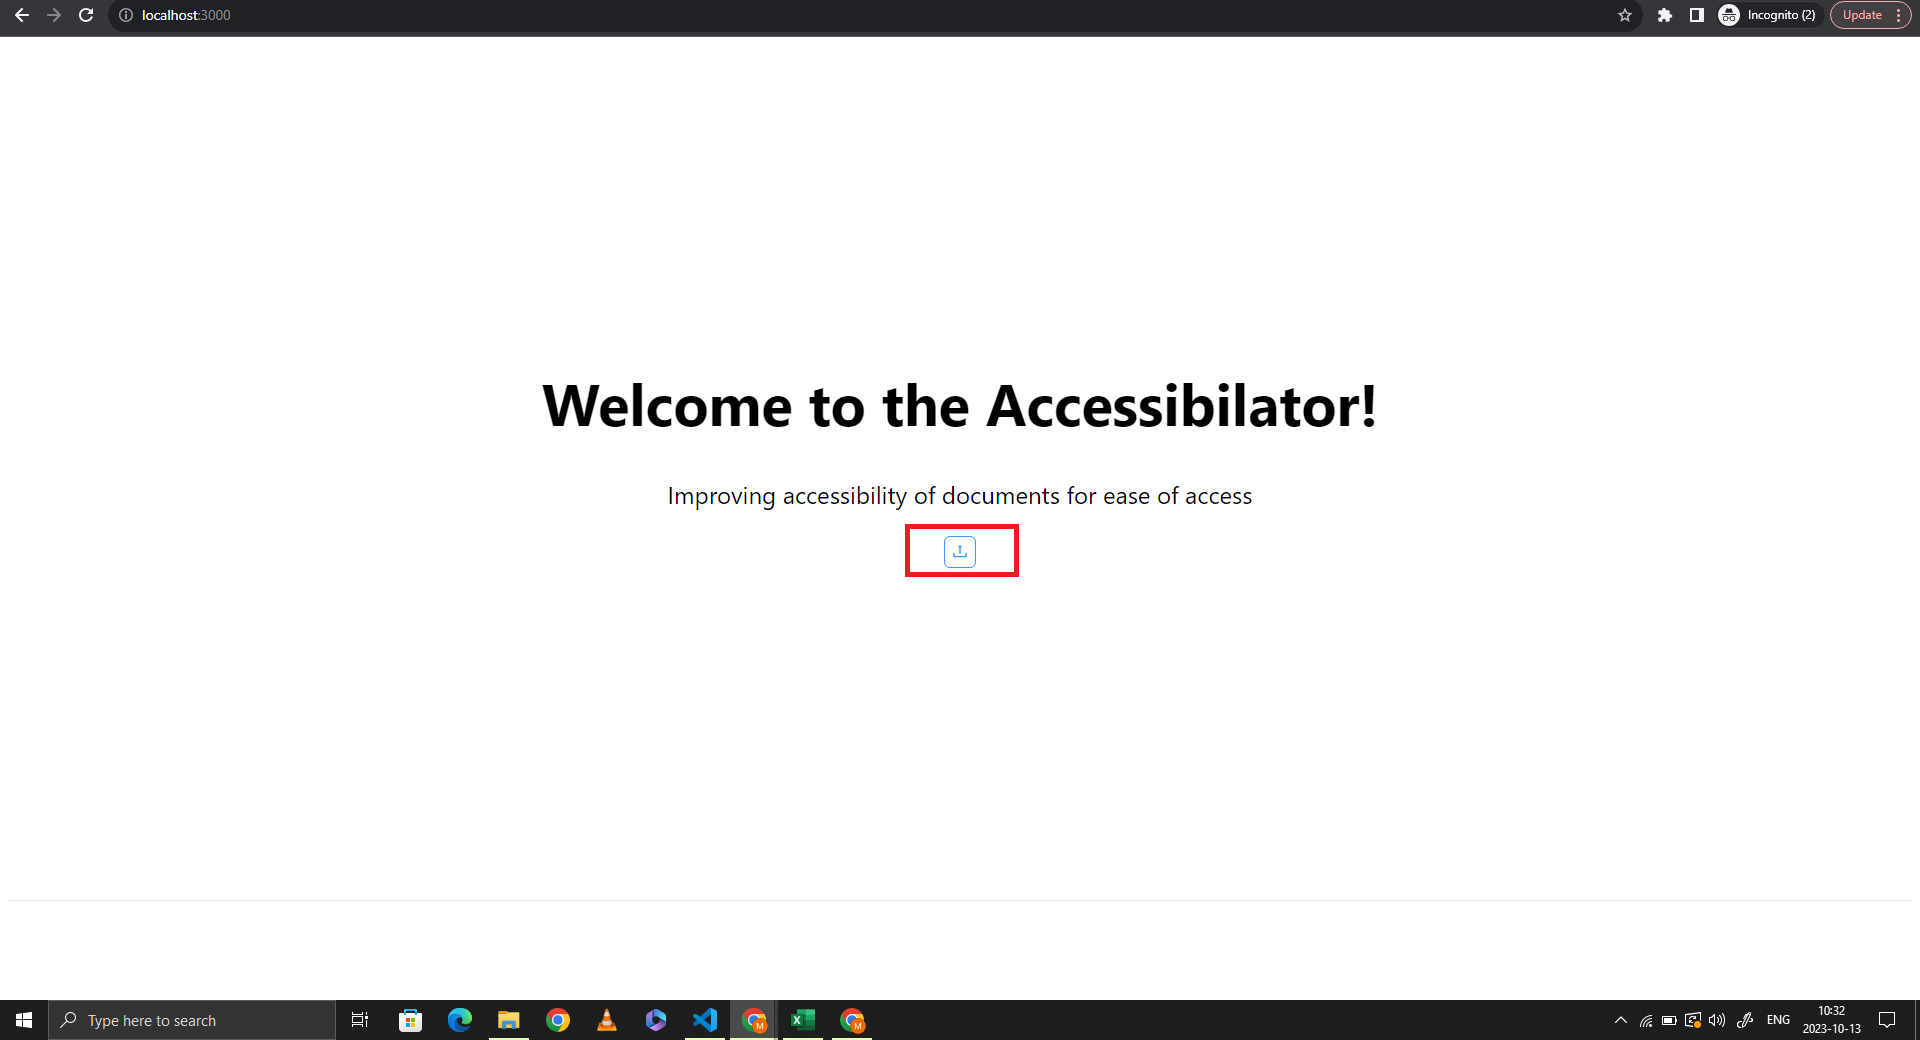 localhost:3000
Incognito (2)
Update
Welcome to the Accessibilator!
Improving accessibility of documents for ease of access
Type here to search
M
X
M
ENG
10:32
2023-10-13